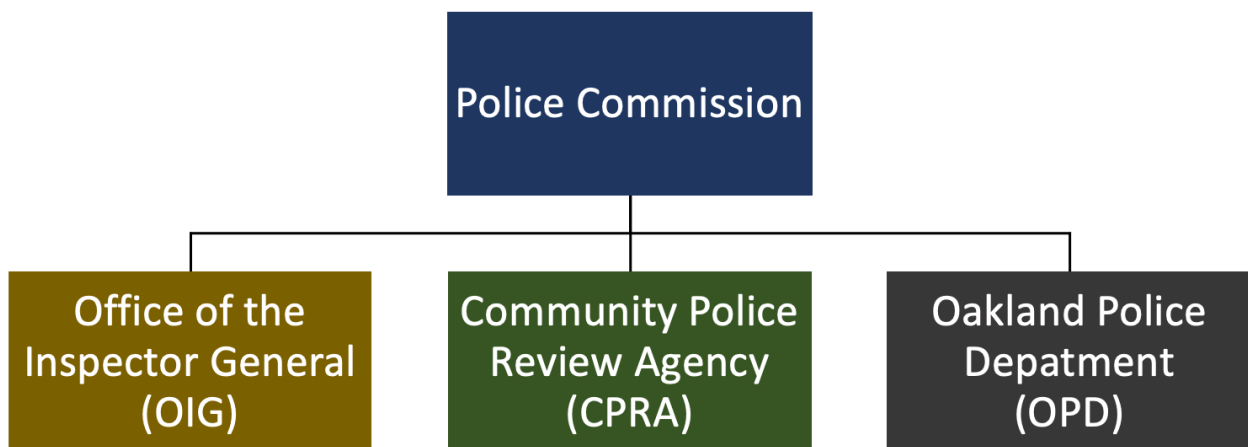 Police Commission
Office of the
Inspector General
(OIG)
Community Police
Review Agency
(CPRA)
Oakland Police
Depatment
(OPD)